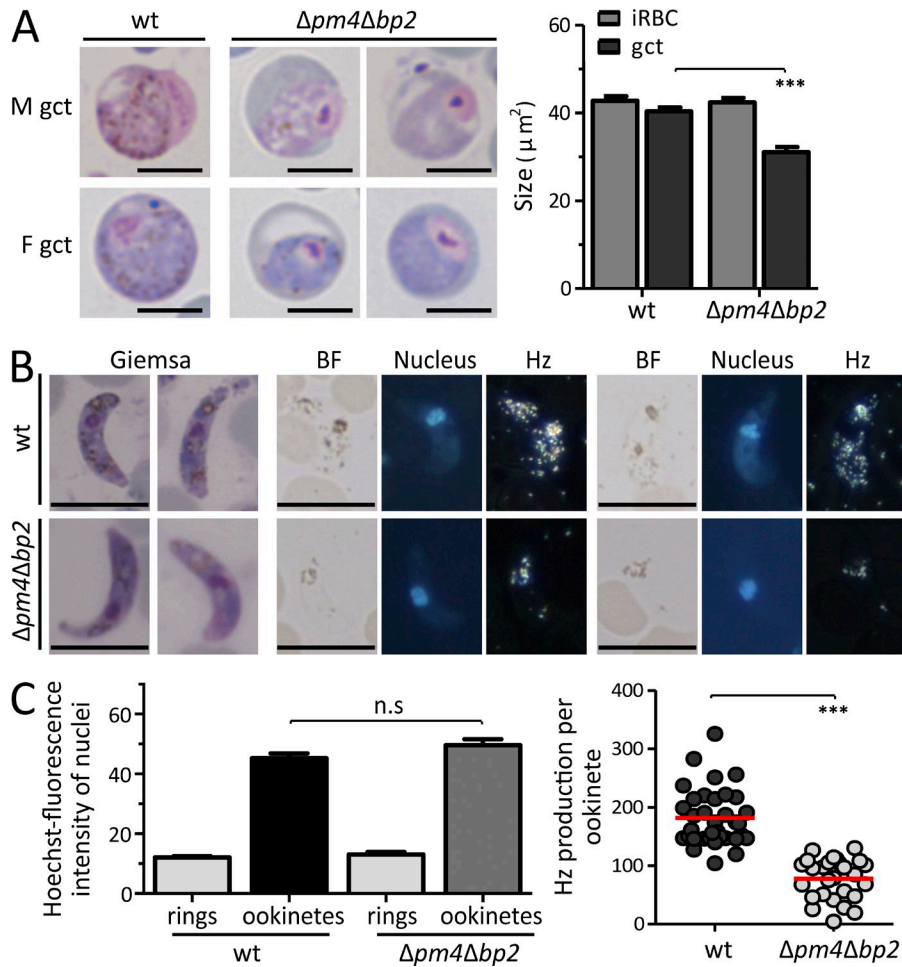 A
wt
Δpm4Δbp2
M gct
F gct
iRBC
gct
***
Size (μm²)
60
40
20
0
wt
Δpm4Δbp2
B
Giemsa
BF
Nucleus
Hz
BF
Nucleus
Hz
wt
Δpm4Δbp2
C
Hoechst-fluorescence
intensity of nuclei
60
40
20
0
n.s
rings
ookinetes
rings
ookinetes
wt
Δpm4Δbp2
Hz production per
ookinete
400
300
200
100
0
***
wt
Δpm4Δbp2